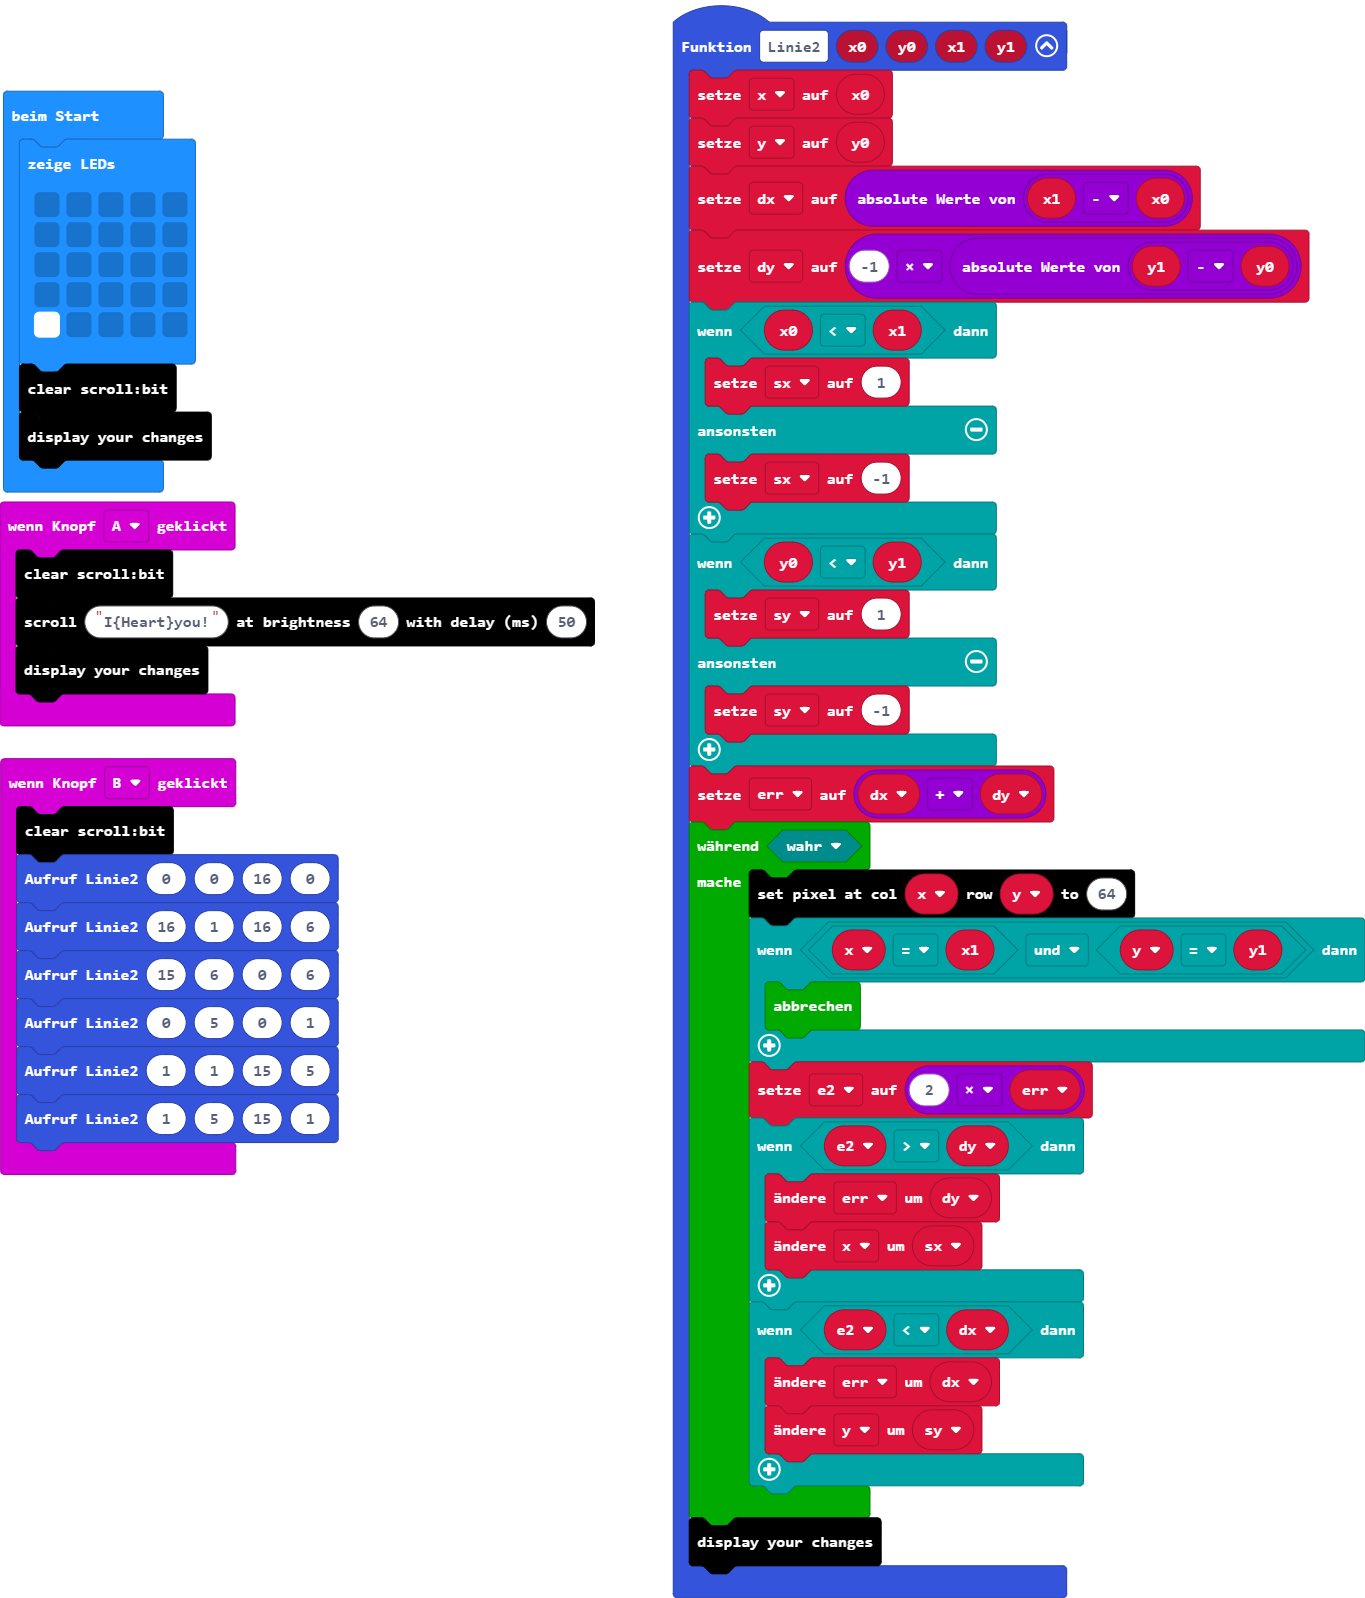 beim Start
zeige LEDs
clear scroll:bit
display your changes
wenn Knopf A geklickt
clear scroll:bit
scroll "I{Heart}you!" at brightness 64 with delay (ms) 50
display your changes
wenn Knopf B geklickt
clear scroll:bit
Aufruf Linie2 0 0 16 0
Aufruf Linie2 16 1 16 6
Aufruf Linie2 15 6 0 6
Aufruf Linie2 0 5 0 1
Aufruf Linie2 1 1 15 5
Aufruf Linie2 1 5 15 1
Funktion Linie2 x0 y0 x1 y1
setze x auf x0
setze y auf y0
setze dx auf absolute Werte von x1 - x0
setze dy auf -1 × absolute Werte von y1 - y0
wenn x0 < x1 dann
setze sx auf 1
ansonsten
setze sx auf -1
wenn y0 < y1 dann
setze sy auf 1
ansonsten
setze sy auf -1
setze err auf dx + dy
während wahr
mache set pixel at col x row y to 64
wenn x = x1 und y = y1 dann
abbrechen
setze e2 auf 2 × err
wenn e2 > dy dann
ändere err um dy
ändere x um sx
wenn e2 < dx dann
ändere err um dx
ändere y um sy
display your changes